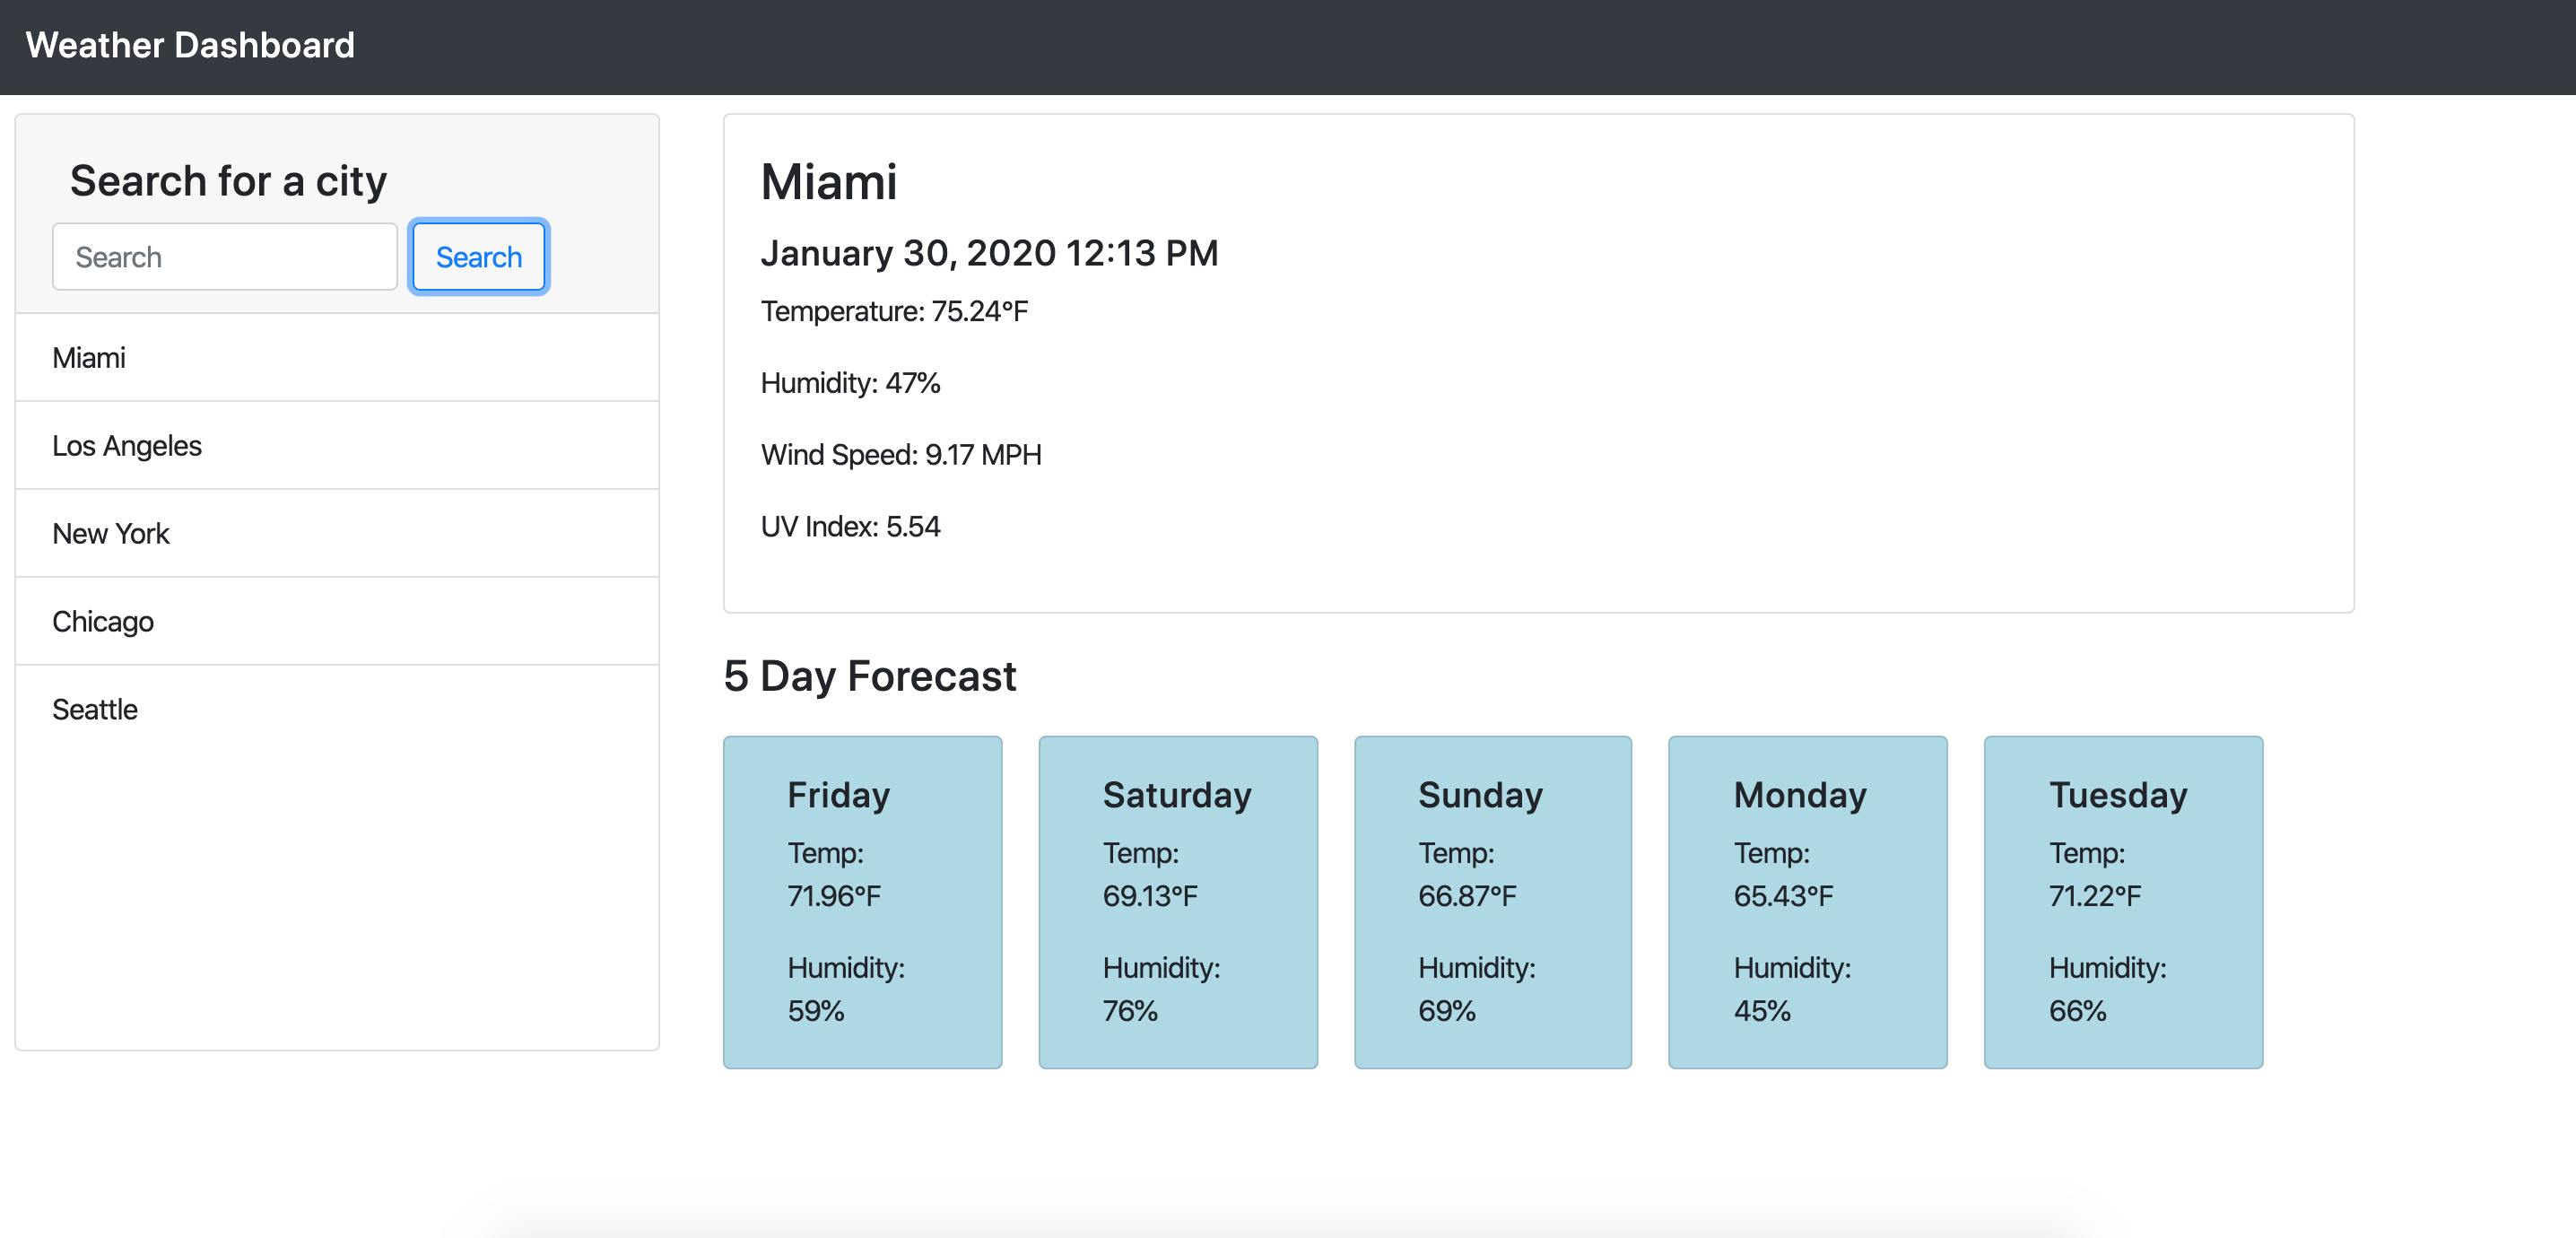 Weather Dashboard
Search for a city
Search
Search
Miami
Los Angeles
New York
Chicago
Seattle
Miami
January 30, 2020 12:13 PM
Temperature: 75.24°F
Humidity: 47%
Wind Speed: 9.17 MPH
UV Index: 5.54
5 Day Forecast
Friday
Temp:
71.96°F
Humidity:
59%
Saturday
Temp:
69.13°F
Humidity:
76%
Sunday
Temp:
66.87°F
Humidity:
69%
Monday
Temp:
65.43°F
Humidity:
45%
Tuesday
Temp:
71.22°F
Humidity:
66%